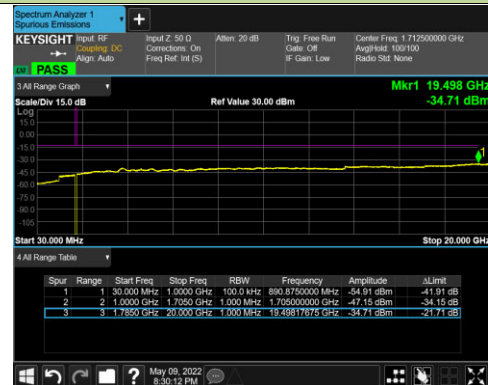 Spectrum Analyzer 1
Spurious Emissions
KEYSIGHT Input: RF Input Z: 50 Ω Atten: 20 dB Trig: Free Run Center Freq: 1.712500000 GHz
Coupling: DC Corrections: On Gate: Off Avg|Hold: 100/100
Align: Auto Freq Ref: Int (S) IF Gain: Low Radio Std: None
LXI PASS
3 All Range Graph Mkr1 19.498 GHz
Scale/Div 15.0 dB Ref Value 30.00 dBm -34.71 dBm
Log
15.0
0.00
-15.0
-30.0
-45.0
-60.0
-75.0
-90.0
-105
1
Start 30.000 MHz Stop 20.000 GHz
4 All Range Table
Spur Range Start Freq Stop Freq RBW Frequency Amplitude ΔLimit
1 1 30.000 MHz 1.0000 GHz 100.0 kHz 890.8750000 MHz -54.91 dBm -41.91 dB
2 2 1.0000 GHz 1.7050 GHz 1.000 MHz 1.705000000 GHz -47.15 dBm -34.15 dB
3 3 1.7850 GHz 20.000 GHz 1.000 MHz 19.49817675 GHz -34.71 dBm -21.71 dB
? May 09, 2022
8:30:12 PM